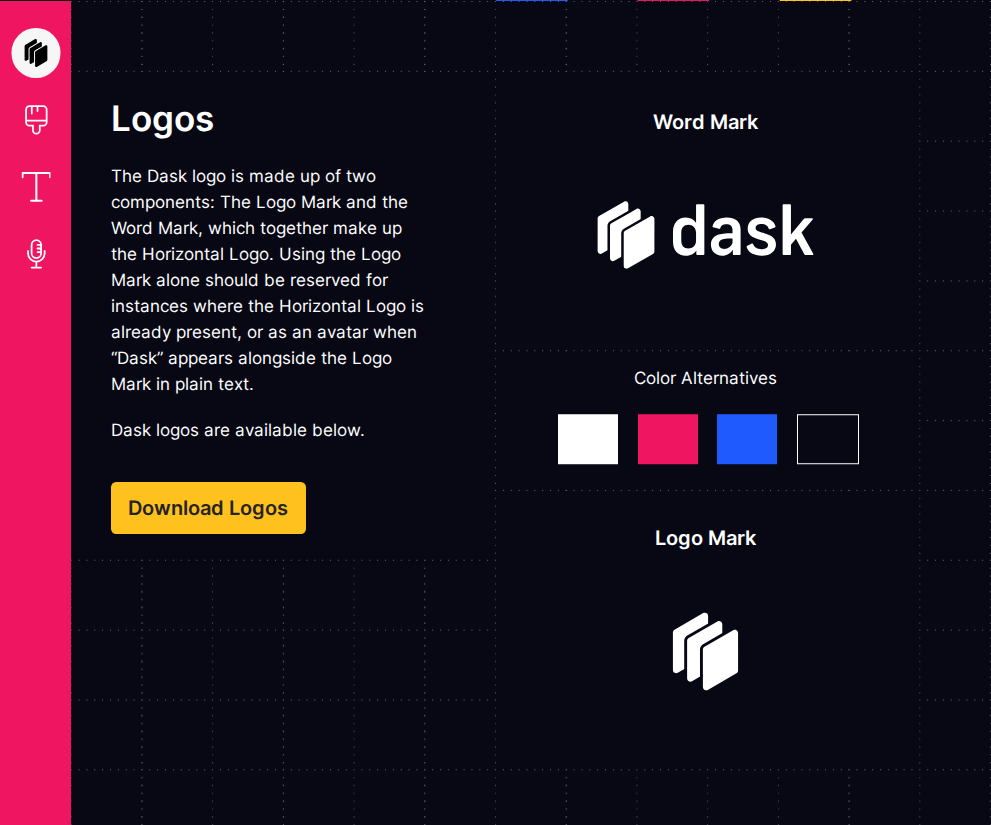 Logos
The Dask logo is made up of two
components: The Logo Mark and the
Word Mark, which together make up
the Horizontal Logo. Using the Logo
Mark alone should be reserved for
instances where the Horizontal Logo is
already present, or as an avatar when
“Dask” appears alongside the Logo
Mark in plain text.
Dask logos are available below.
Download Logos
Word Mark
dask
Color Alternatives
Logo Mark